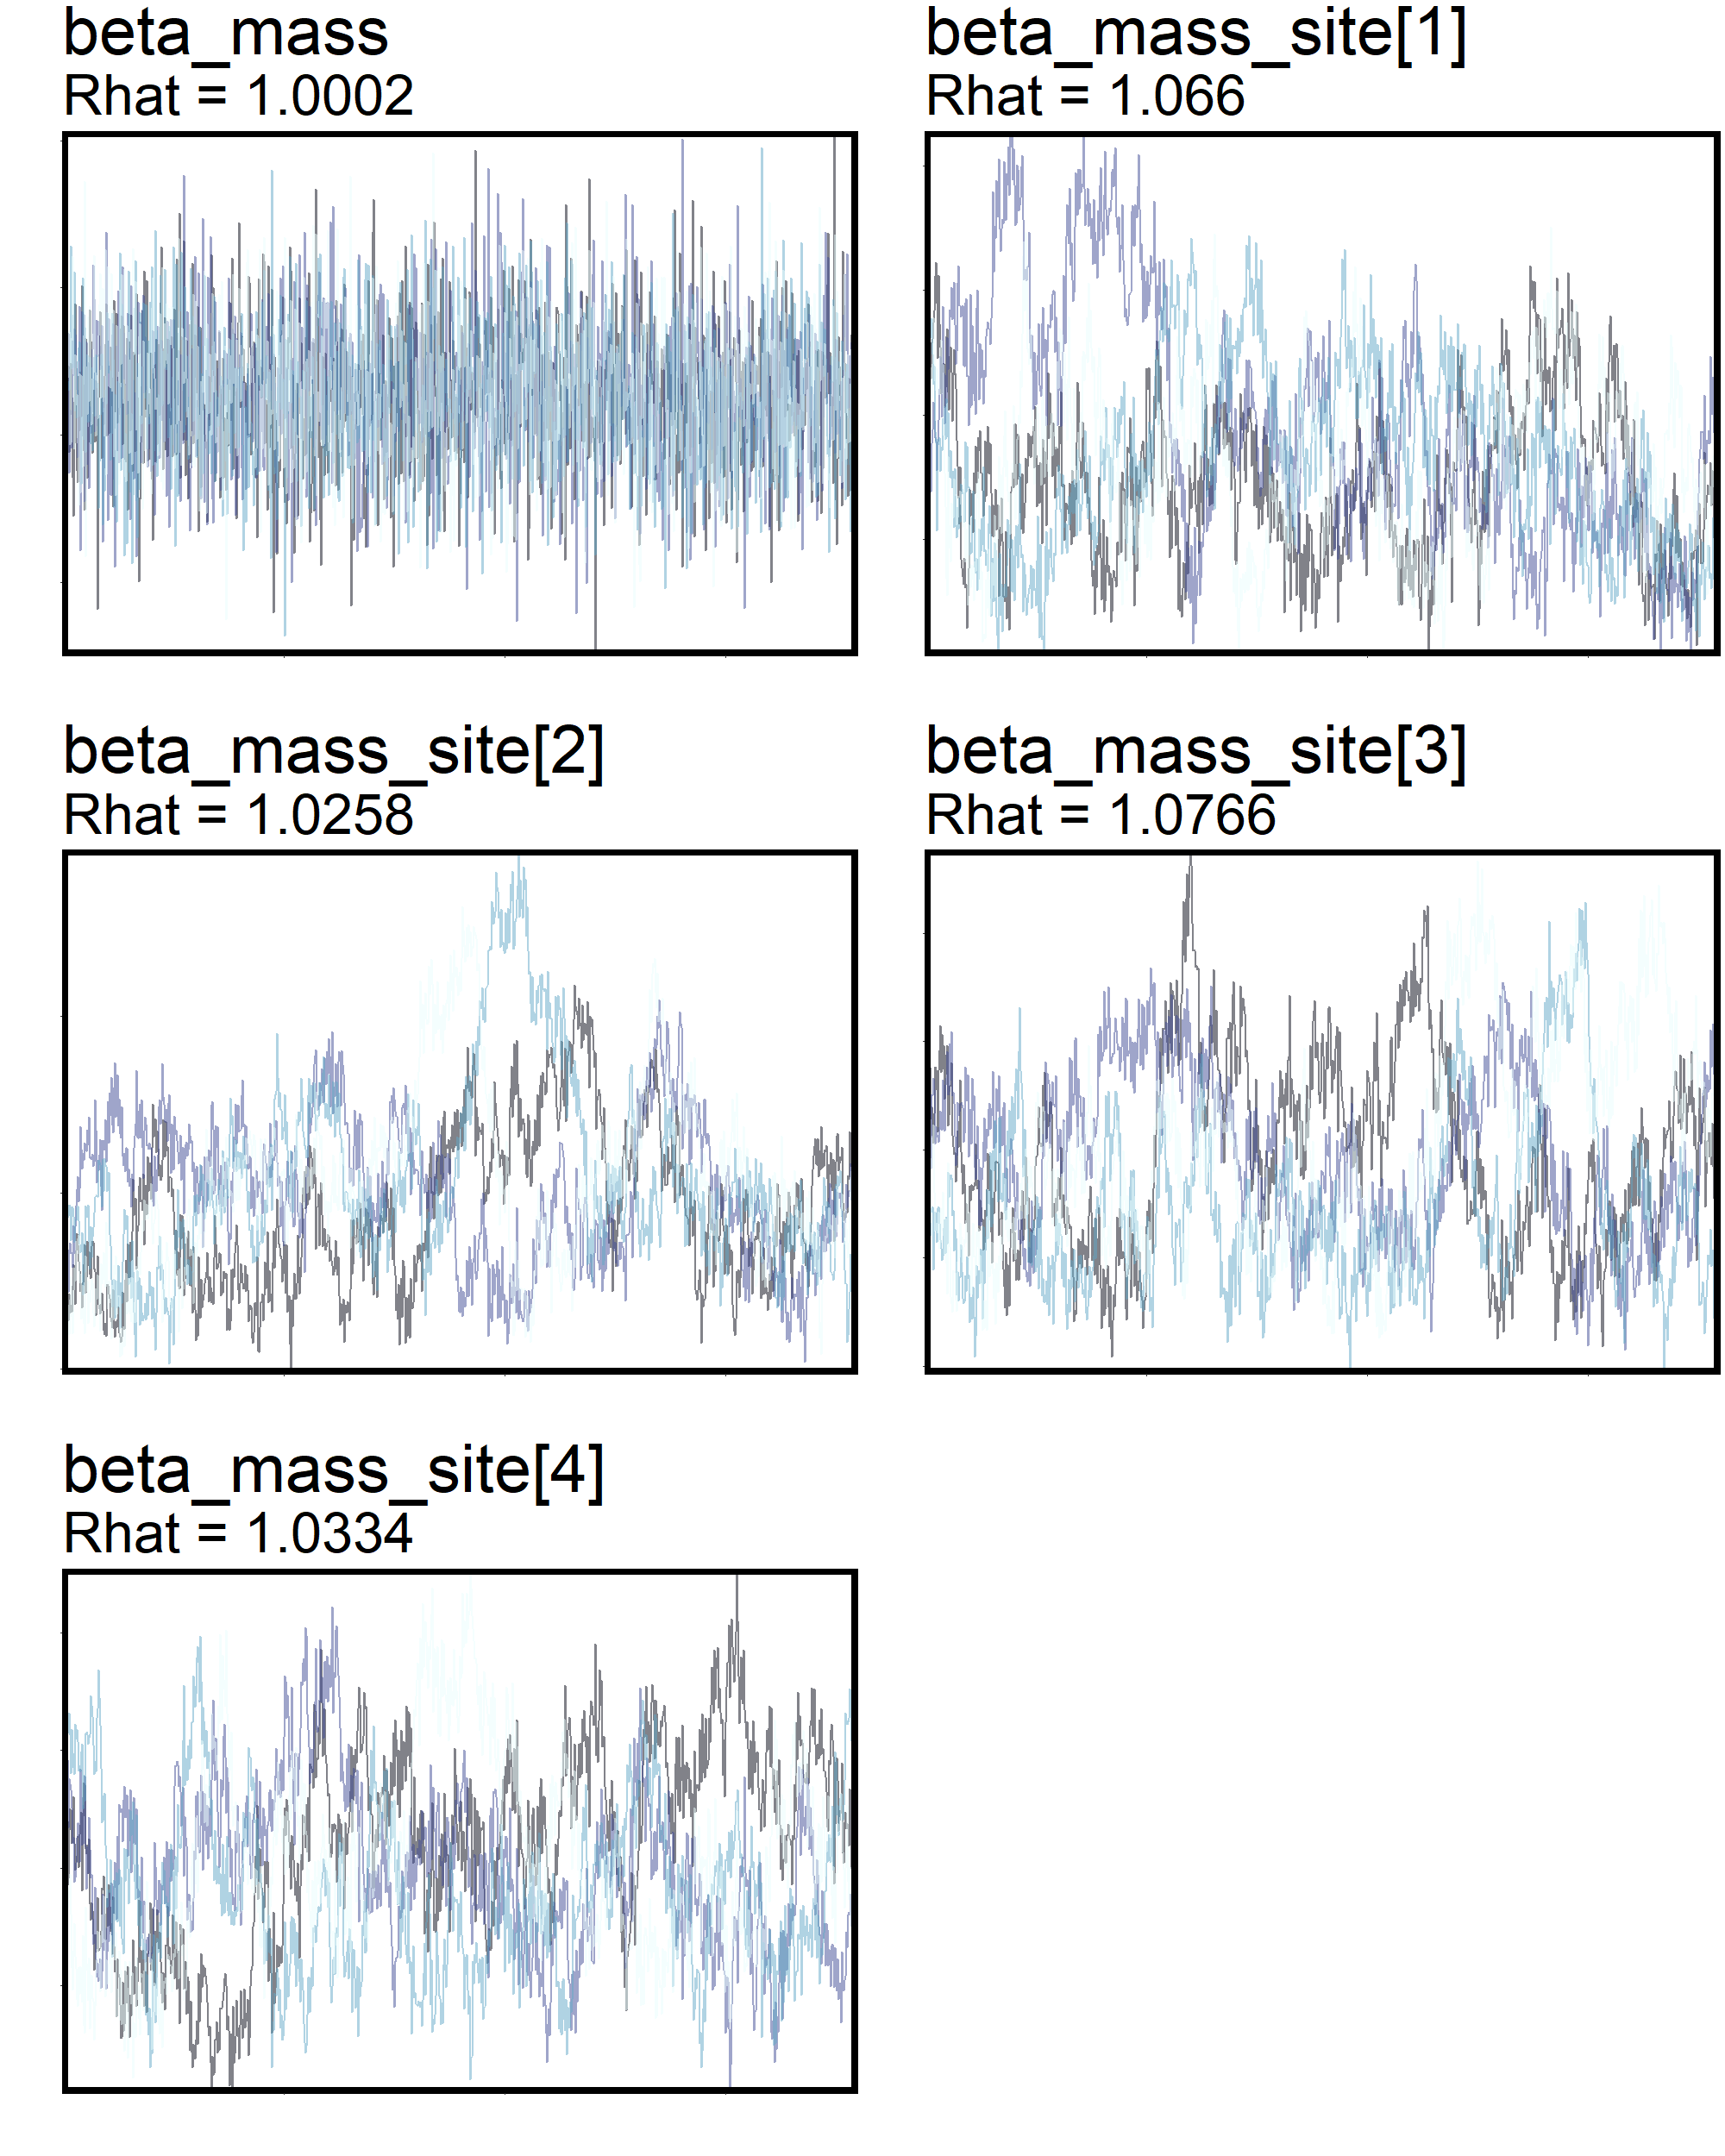 beta_mass
Rhat = 1.0002
beta_mass_site[1]
Rhat = 1.066
beta_mass_site[2]
Rhat = 1.0258
beta_mass_site[3]
Rhat = 1.0766
beta_mass_site[4]
Rhat = 1.0334